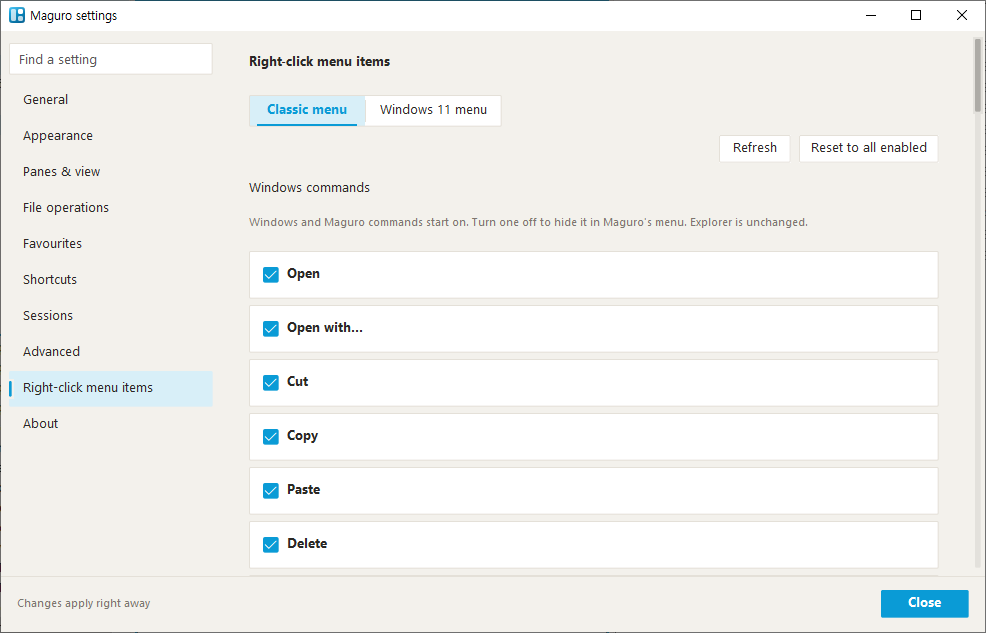 Maguro settings
Find a setting
General
Appearance
Panes & view
File operations
Favourites
Shortcuts
Sessions
Advanced
Right-click menu items
About
Right-click menu items
Classic menu
Windows 11 menu
Refresh
Reset to all enabled
Windows commands
Windows and Maguro commands start on. Turn one off to hide it in Maguro's menu. Explorer is unchanged.
Open
Open with...
Cut
Copy
Paste
Delete
Changes apply right away
Close